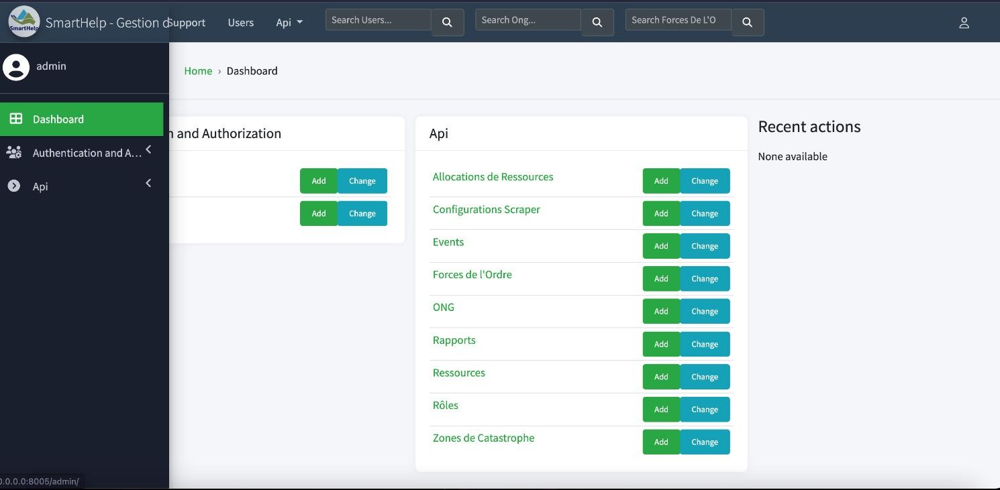 SmartHelp
SmartHelp - Gestion d
Support
Users
Api
Search Users...
Search Ong...
Search Forces De L'O
admin
Home › Dashboard
Dashboard
Authentication and A...
Api
n and Authorization
Add Change
Add Change
Api
Allocations de Ressources Add Change
Configurations Scraper Add Change
Events Add Change
Forces de l'Ordre Add Change
ONG Add Change
Rapports Add Change
Ressources Add Change
Rôles Add Change
Zones de Catastrophe Add Change
Recent actions
None available
0.0.0.0:8005/admin/